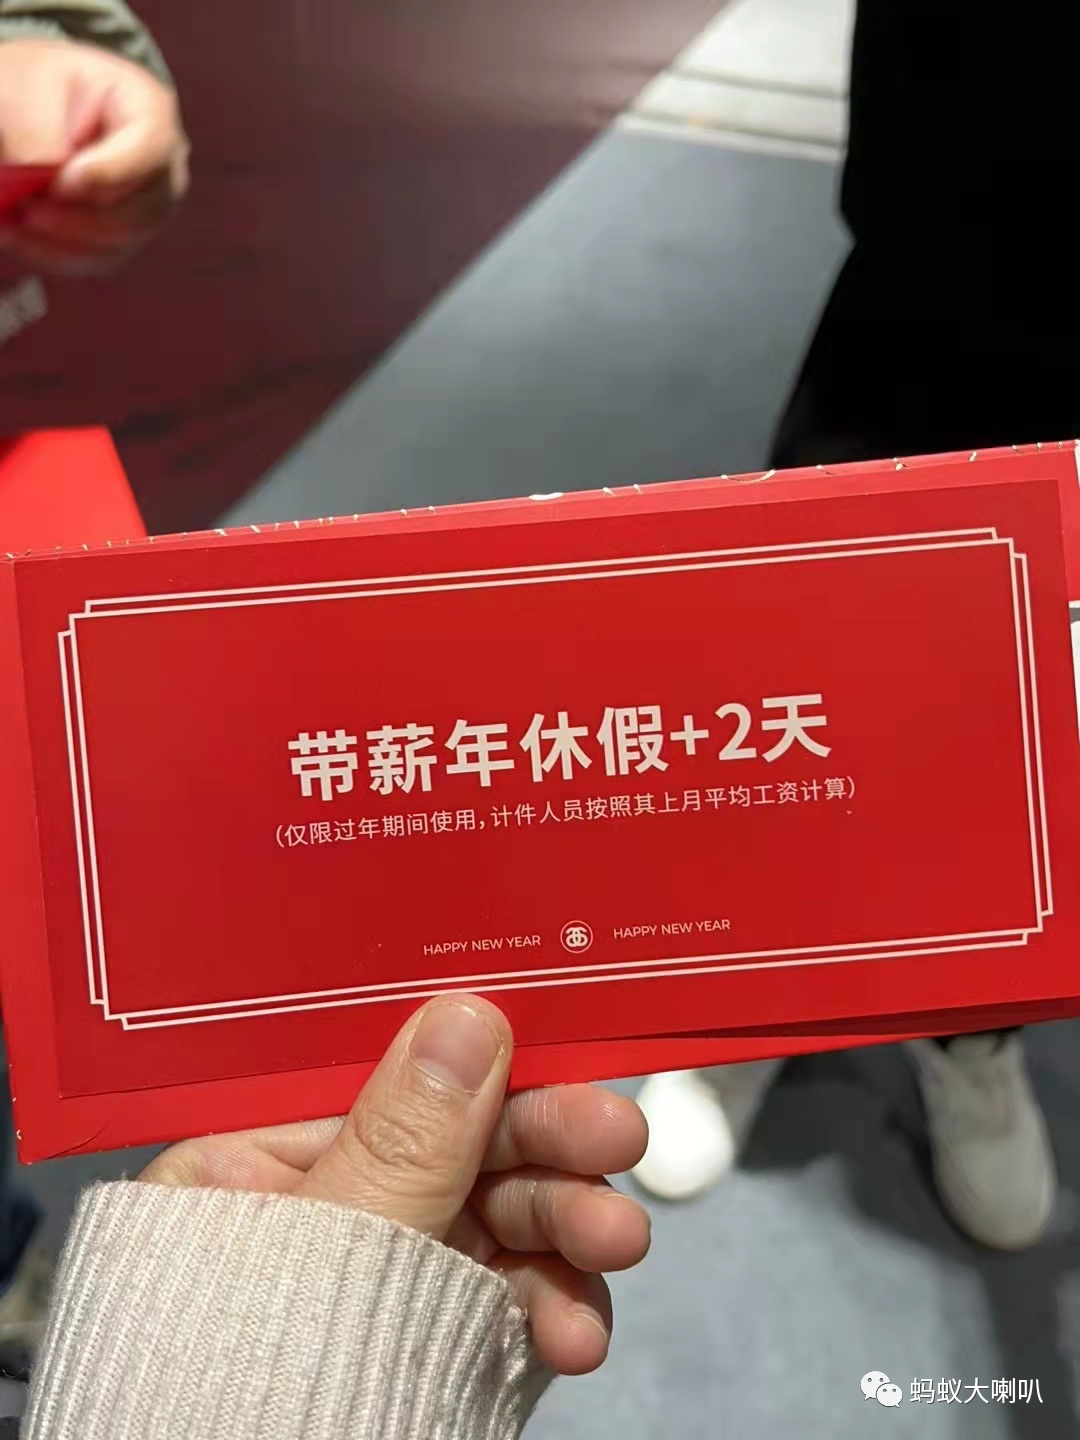 带薪年休假+2天
（仅限过年期间使用，计件人员按照其上月平均工资计算）
HAPPY NEW YEAR HAPPY NEW YEAR
蚂蚁大喇叭